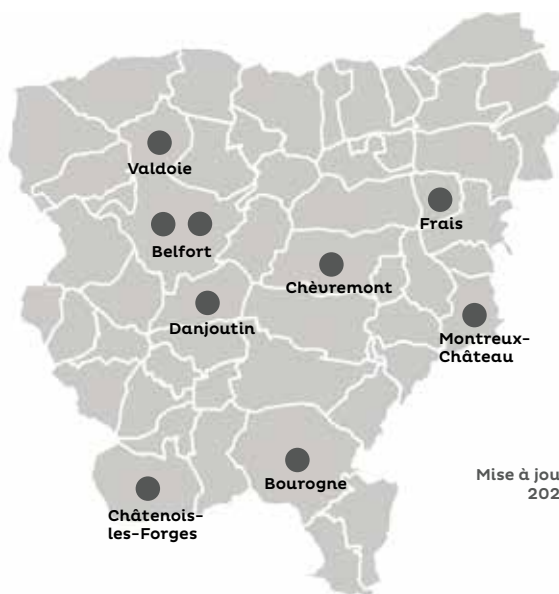 Valdoie
Frais
Belfort
Chèvremont
Danjoutin
Montreux-
Château
Mise à jou
202
Bourogne
Châtenois-
les-Forges